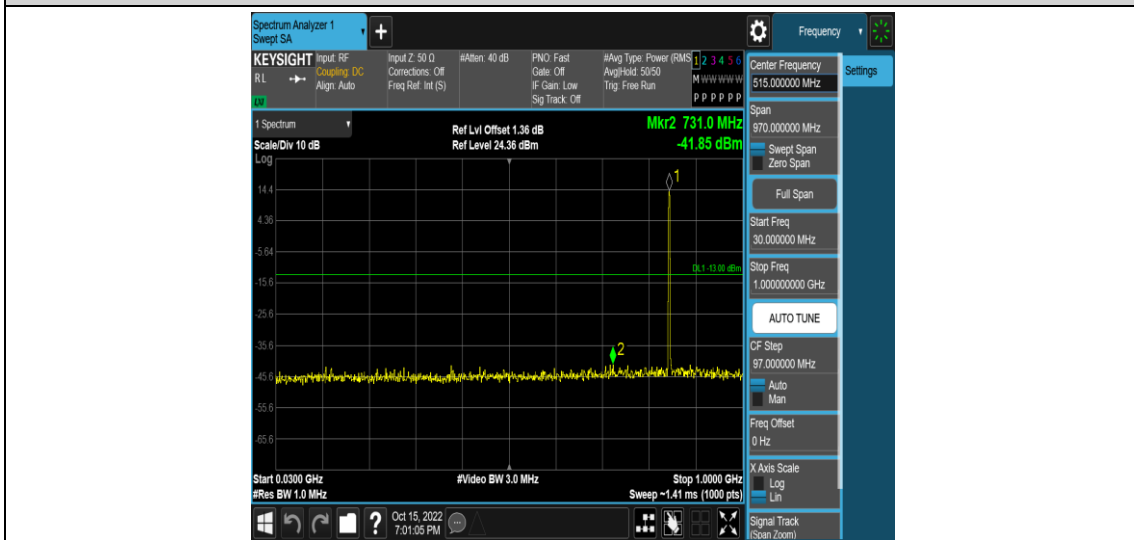 Spectrum Analyzer 1
Swept SA
+
Frequency
KEYSIGHT
RL
LXI
Input: RF
Coupling: DC
Align: Auto
Input Z: 50 Ω
Corrections: Off
Freq Ref: Int (S)
#Atten: 40 dB
PNO: Fast
Gate: Off
IF Gain: Low
Sig Track: Off
#Avg Type: Power (RMS
Avg|Hold: 50/50
Trig: Free Run
1 2 3 4 5 6
M W W W W W
P P P P P P
1 Spectrum
Scale/Div 10 dB
Log
Ref Lvl Offset 1.36 dB
Ref Level 24.36 dBm
Mkr2 731.0 MHz
-41.85 dBm
1
14.4
4.36
-5.64
DL1 -13.00 dBm
-15.6
-25.6
-35.6
2
-45.6
-55.6
-65.6
Start 0.0300 GHz
#Res BW 1.0 MHz
#Video BW 3.0 MHz
Stop 1.0000 GHz
Sweep ~1.41 ms (1000 pts)
?
Oct 15, 2022
7:01:05 PM
Center Frequency
515.000000 MHz
Settings
Span
970.000000 MHz
Swept Span
Zero Span
Full Span
Start Freq
30.000000 MHz
Stop Freq
1.000000000 GHz
AUTO TUNE
CF Step
97.000000 MHz
Auto
Man
Freq Offset
0 Hz
X Axis Scale
Log
Lin
Signal Track
(Span Zoom)